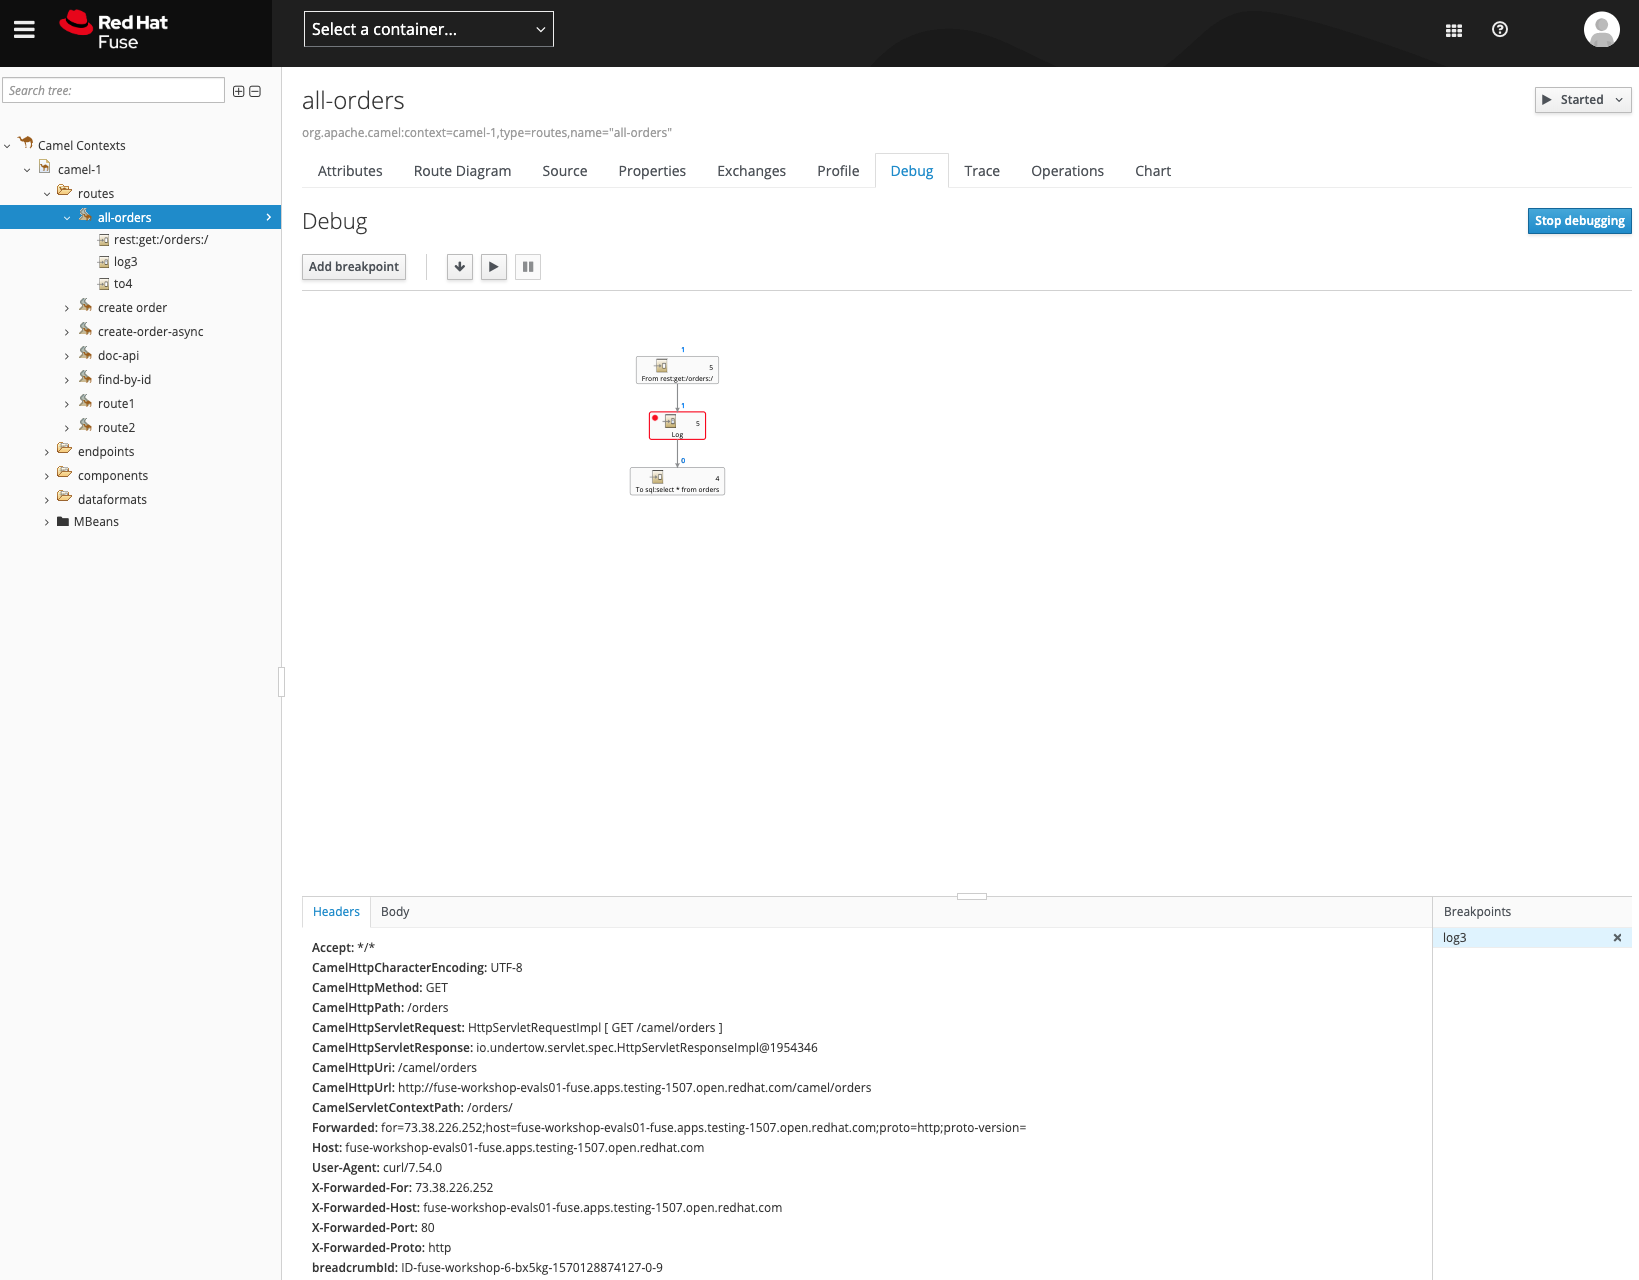 Red Hat
Fuse
Select a container...
Search tree:
Camel Contexts
camel-1
routes
all-orders
rest:get:/orders:/
log3
to4
create order
create-order-async
doc-api
find-by-id
route1
route2
endpoints
components
dataformats
MBeans
all-orders
Started
org.apache.camel:context=camel-1,type=routes,name="all-orders"
Attributes Route Diagram Source Properties Exchanges Profile Debug Trace Operations Chart
Debug
Stop debugging
Add breakpoint
1
5
From rest:get:/orders:/
1
5
Log
0
4
To sql:select * from orders
Headers Body
Accept: */*
CamelHttpCharacterEncoding: UTF-8
CamelHttpMethod: GET
CamelHttpPath: /orders
CamelHttpServletRequest: HttpServletRequestImpl [ GET /camel/orders ]
CamelHttpServletResponse: io.undertow.servlet.spec.HttpServletResponseImpl@1954346
CamelHttpUri: /camel/orders
CamelHttpUrl: http://fuse-workshop-evals01-fuse.apps.testing-1507.open.redhat.com/camel/orders
CamelServletContextPath: /orders/
Forwarded: for=73.38.226.252;host=fuse-workshop-evals01-fuse.apps.testing-1507.open.redhat.com;proto=http;proto-version=
Host: fuse-workshop-evals01-fuse.apps.testing-1507.open.redhat.com
User-Agent: curl/7.54.0
X-Forwarded-For: 73.38.226.252
X-Forwarded-Host: fuse-workshop-evals01-fuse.apps.testing-1507.open.redhat.com
X-Forwarded-Port: 80
X-Forwarded-Proto: http
breadcrumbId: ID-fuse-workshop-6-bx5kg-1570128874127-0-9
Breakpoints
log3